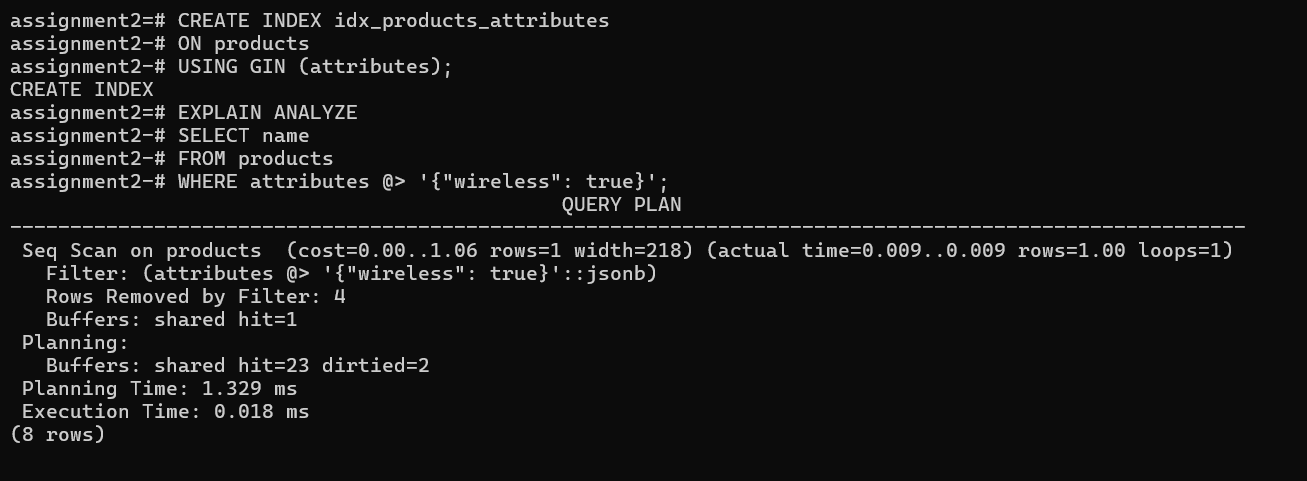 assignment2=# CREATE INDEX idx_products_attributes
assignment2-# ON products
assignment2-# USING GIN (attributes);
CREATE INDEX
assignment2=# EXPLAIN ANALYZE
assignment2-# SELECT name
assignment2-# FROM products
assignment2-# WHERE attributes @> '{"wireless": true}';
                                              QUERY PLAN
-------------------------------------------------------------------------------------------------------
 Seq Scan on products  (cost=0.00..1.06 rows=1 width=218) (actual time=0.009..0.009 rows=1.00 loops=1)
   Filter: (attributes @> '{"wireless": true}'::jsonb)
   Rows Removed by Filter: 4
   Buffers: shared hit=1
 Planning:
   Buffers: shared hit=23 dirtied=2
 Planning Time: 1.329 ms
 Execution Time: 0.018 ms
(8 rows)